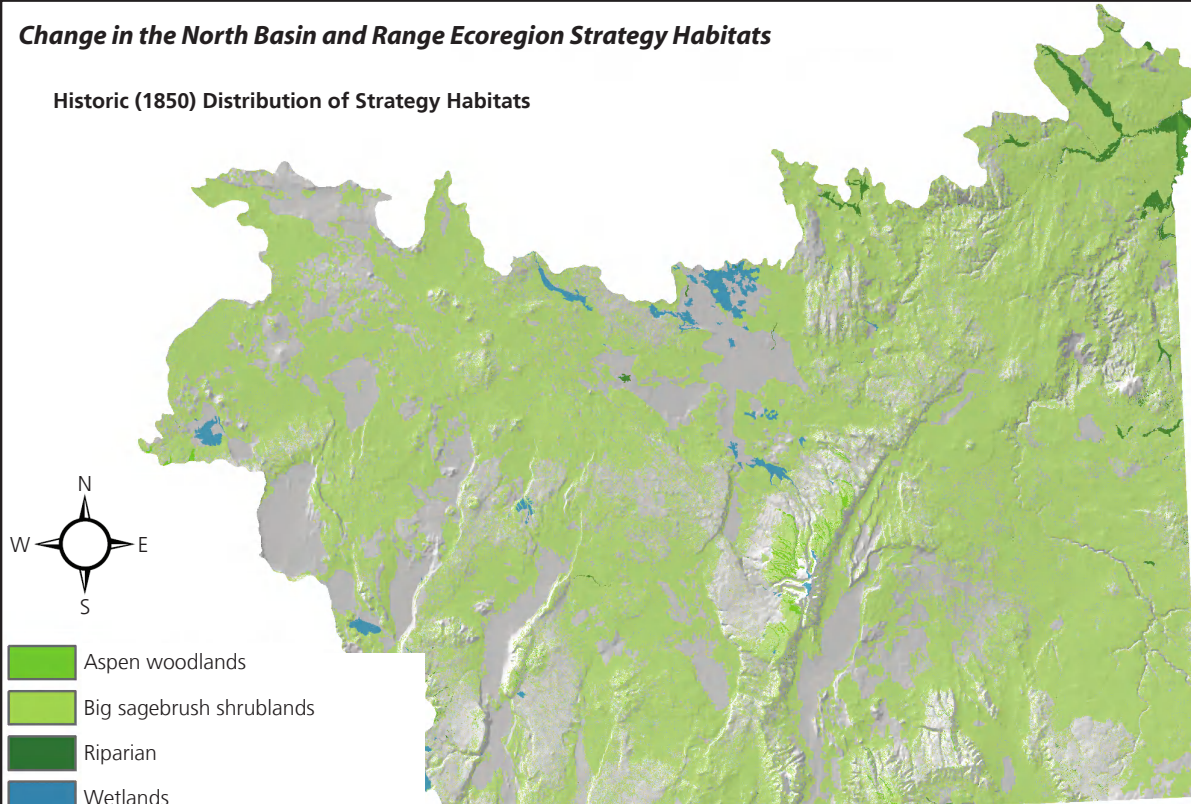 Change in the North Basin and Range Ecoregion Strategy Habitats
Historic (1850) Distribution of Strategy Habitats
N
W E
S
Aspen woodlands
Big sagebrush shrublands
Riparian
Wetlands